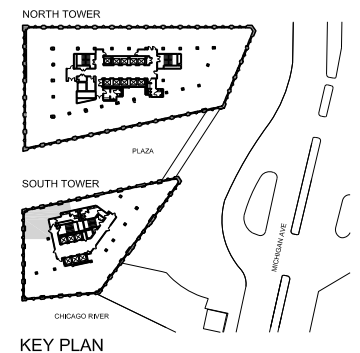 NORTH TOWER
PLAZA
SOUTH TOWER
MICHIGAN AVE
CHICAGO RIVER
KEY PLAN